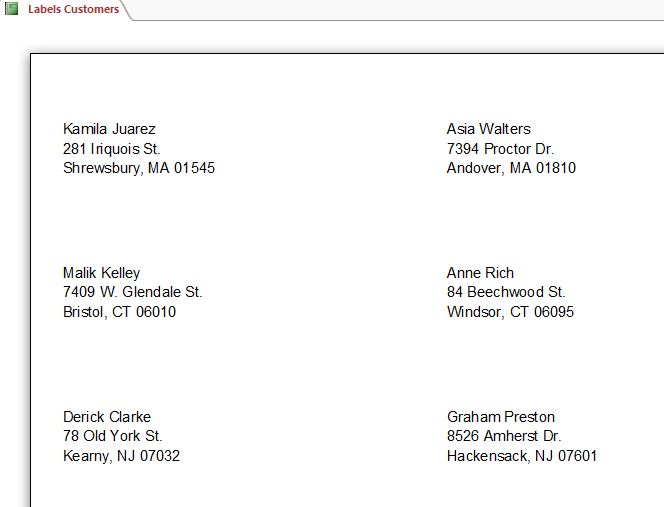 Labels Customers
Kamila Juarez
281 Iriquois St.
Shrewsbury, MA 01545
Asia Walters
7394 Proctor Dr.
Andover, MA 01810
Malik Kelley
7409 W. Glendale St.
Bristol, CT 06010
Anne Rich
84 Beechwood St.
Windsor, CT 06095
Derick Clarke
78 Old York St.
Kearny, NJ 07032
Graham Preston
8526 Amherst Dr.
Hackensack, NJ 07601